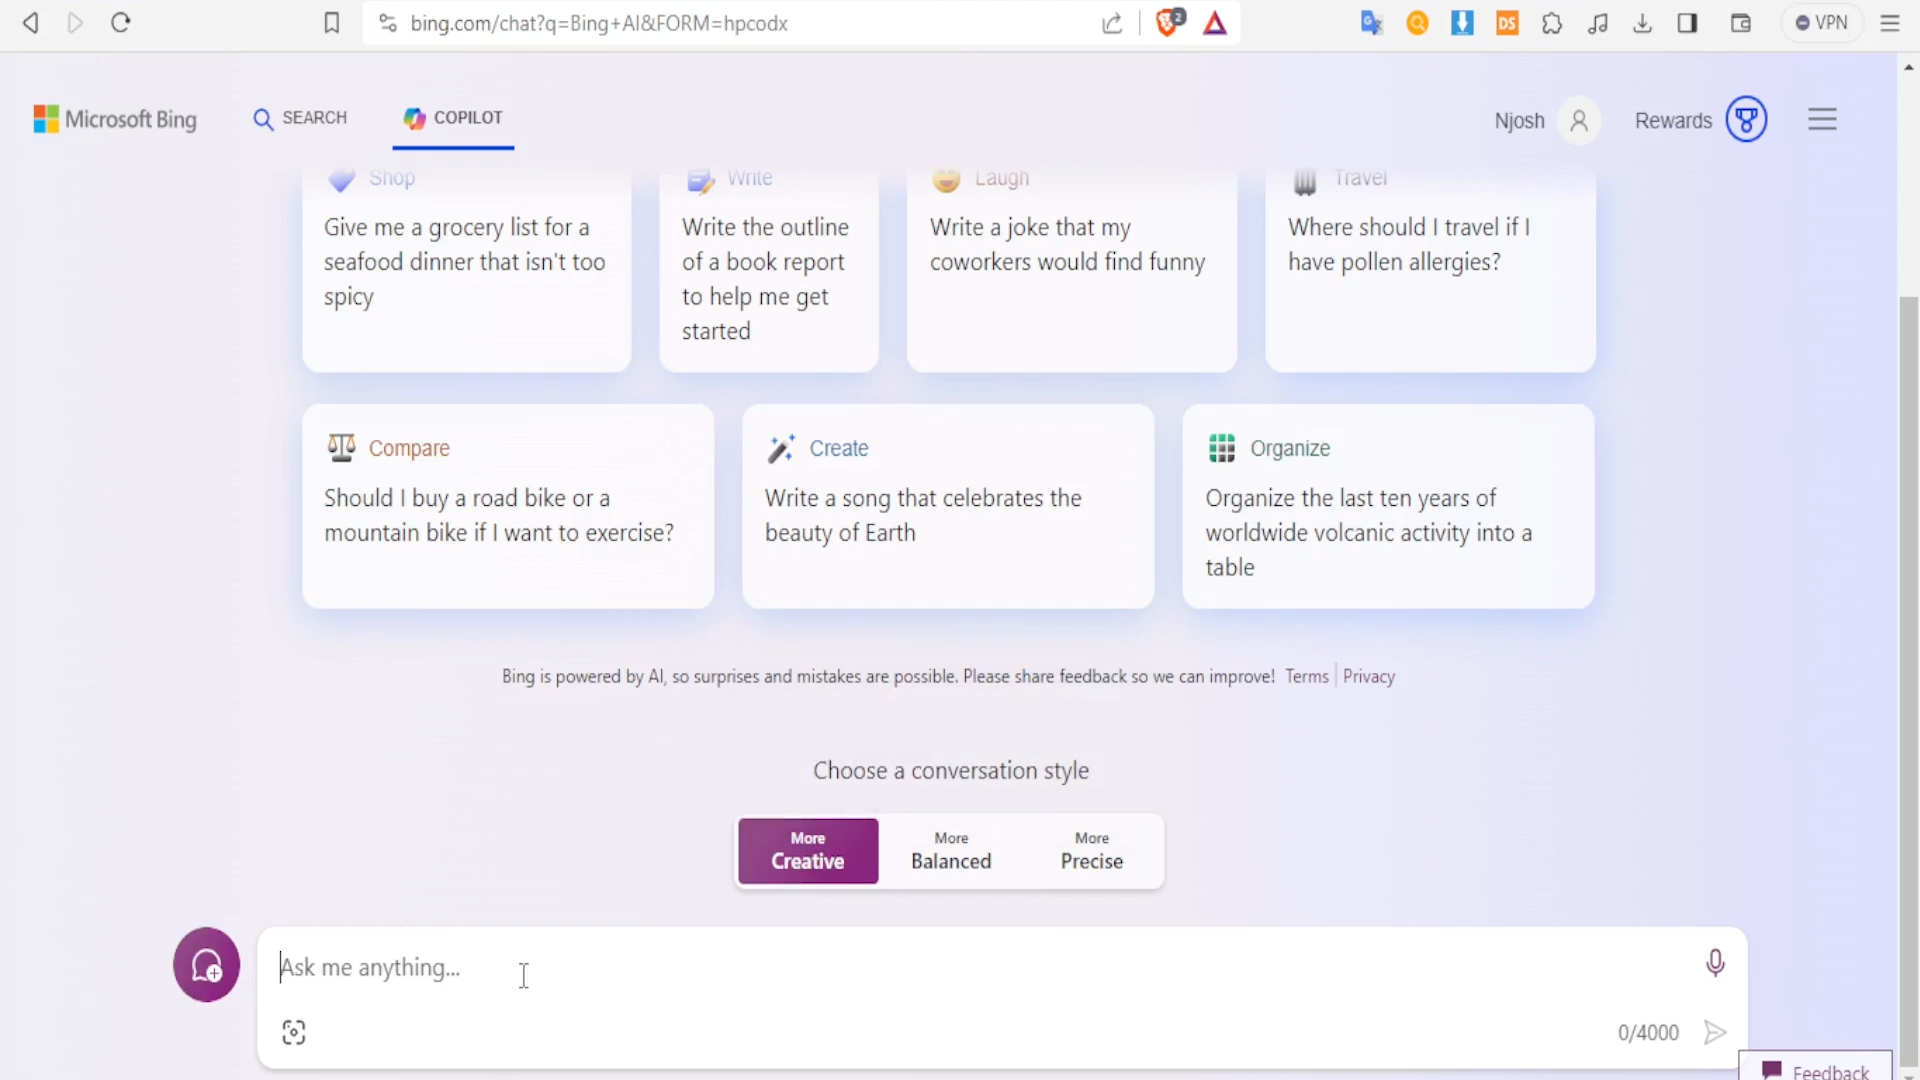 bing.com/chat?q=Bing+AI&FORM=hpcodx
2
DS
VPN
Microsoft Bing
SEARCH
COPILOT
Njosh
Rewards
Shop
Give me a grocery list for a
seafood dinner that isn't too
spicy
Write
Write the outline
of a book report
to help me get
started
Laugh
Write a joke that my
coworkers would find funny
Travel
Where should I travel if I
have pollen allergies?
Compare
Should I buy a road bike or a
mountain bike if I want to exercise?
Create
Write a song that celebrates the
beauty of Earth
Organize
Organize the last ten years of
worldwide volcanic activity into a
table
Bing is powered by AI, so surprises and mistakes are possible. Please share feedback so we can improve! Terms | Privacy
Choose a conversation style
More
Creative
More
Balanced
More
Precise
Ask me anything...
0/4000
Feedback